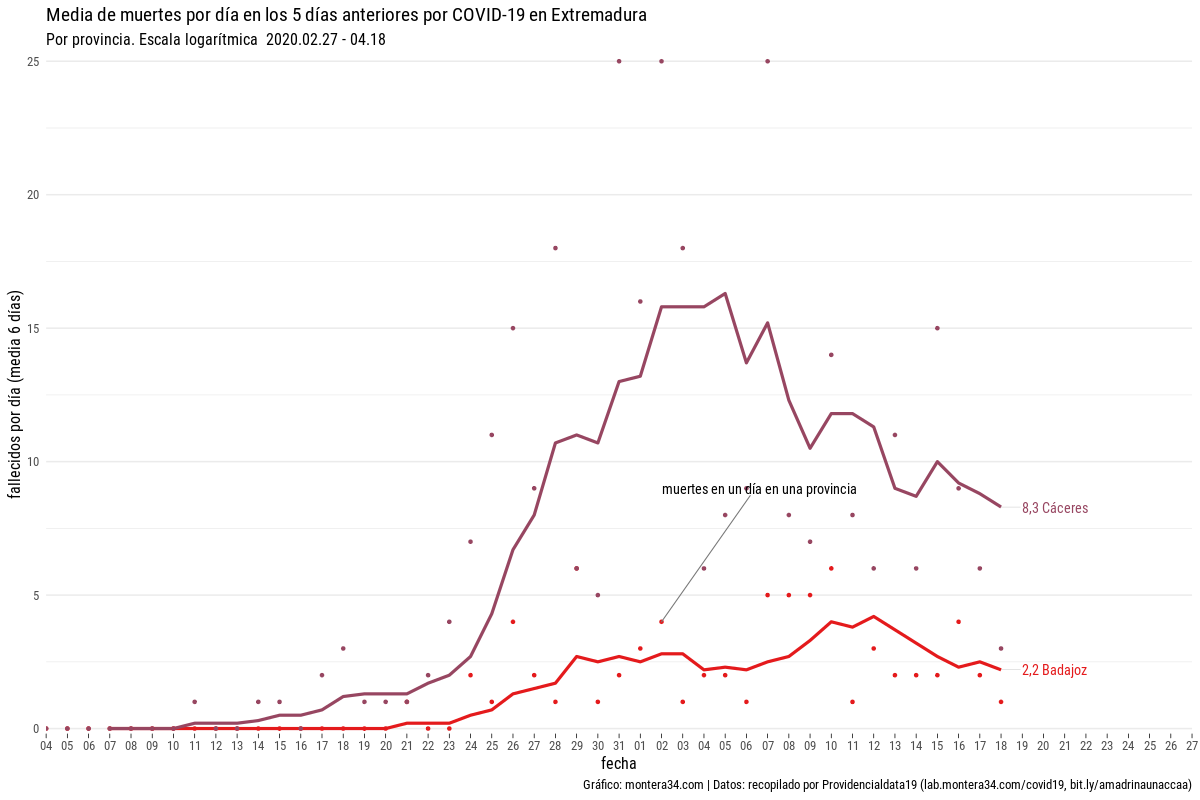 Media de muertes por día en los 5 días anteriores por COVID-19 en Extremadura
Por provincia. Escala logarítmica  2020.02.27 - 04.18
fallecidos por día (media 6 días)
25
20
15
10
5
0
muertes en un día en una provincia
8,3 Cáceres
2,2 Badajoz
04 05 06 07 08 09 10 11 12 13 14 15 16 17 18 19 20 21 22 23 24 25 26 27 28 29 30 31 01 02 03 04 05 06 07 08 09 10 11 12 13 14 15 16 17 18 19 20 21 22 23 24 25 26 27
fecha
Gráfico: montera34.com | Datos: recopilado por Providencialdata19 (lab.montera34.com/covid19, bit.ly/amadrinaunaccaa)